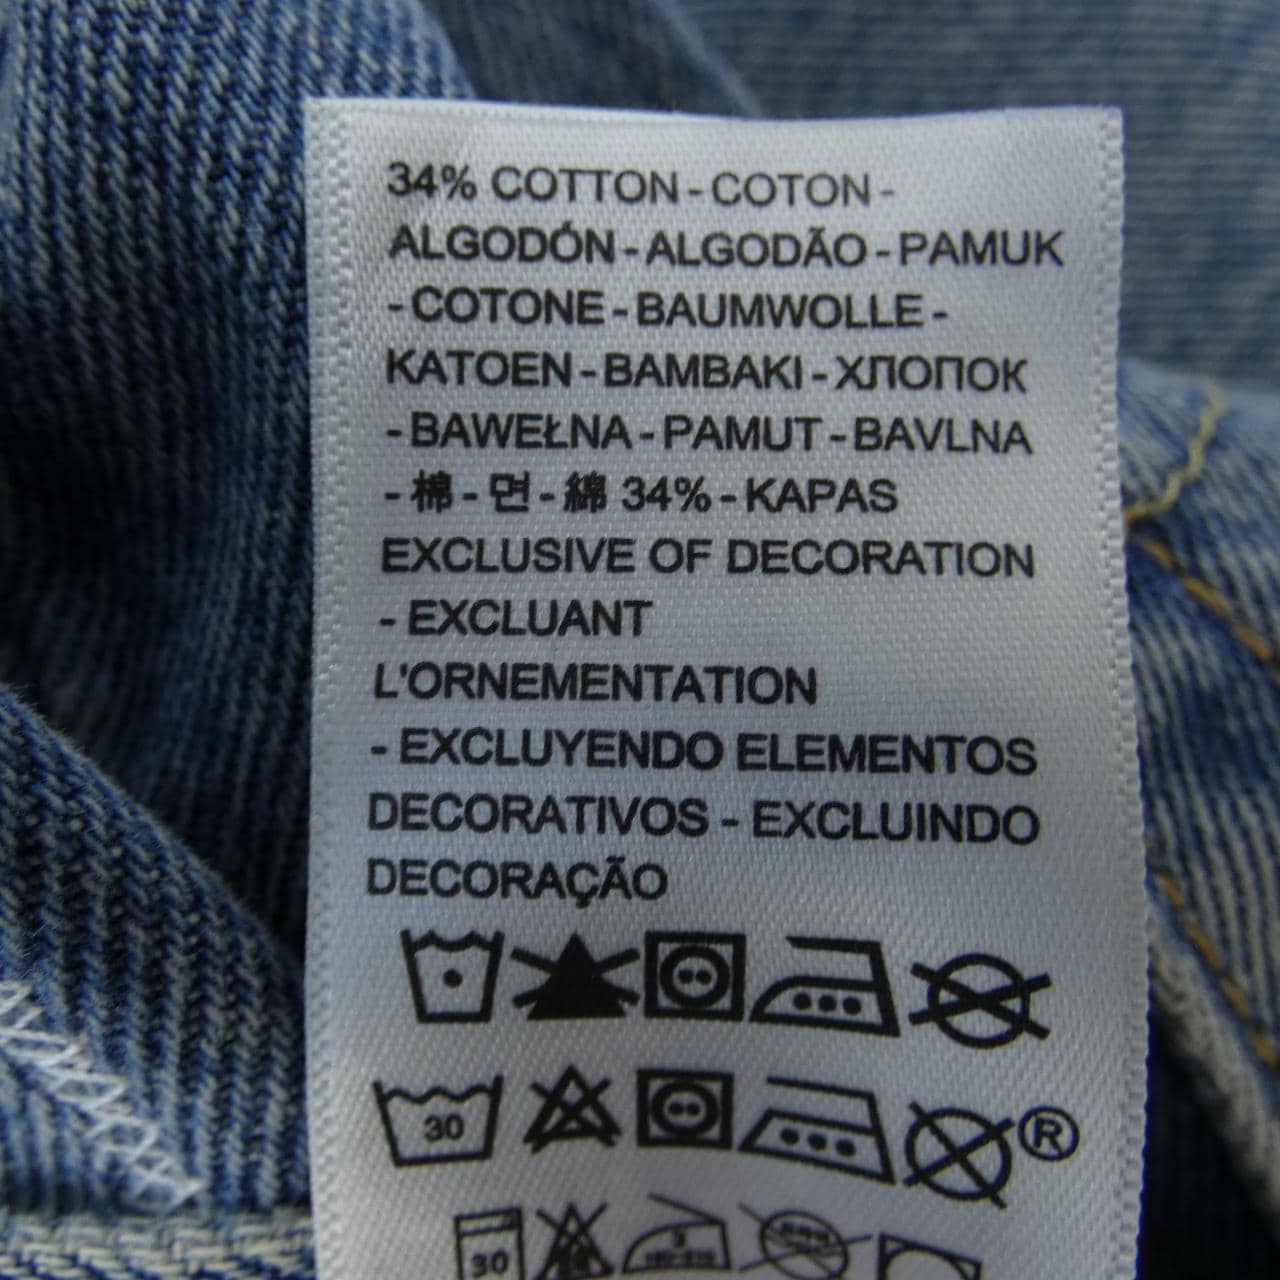 34% COTTON - COTON -
ALGODÓN - ALGODÃO - PAMUK
- COTONE - BAUMWOLLE -
KATOEN - BAMBAKI - ХЛОПОК
- BAWEŁNA - PAMUT - BAVLNA
- 棉 - 면 - 綿 34% - KAPAS
EXCLUSIVE OF DECORATION
- EXCLUANT
L'ORNEMENTATION
- EXCLUYENDO ELEMENTOS
DECORATIVOS - EXCLUINDO
DECORAÇÃO
30 ®
30